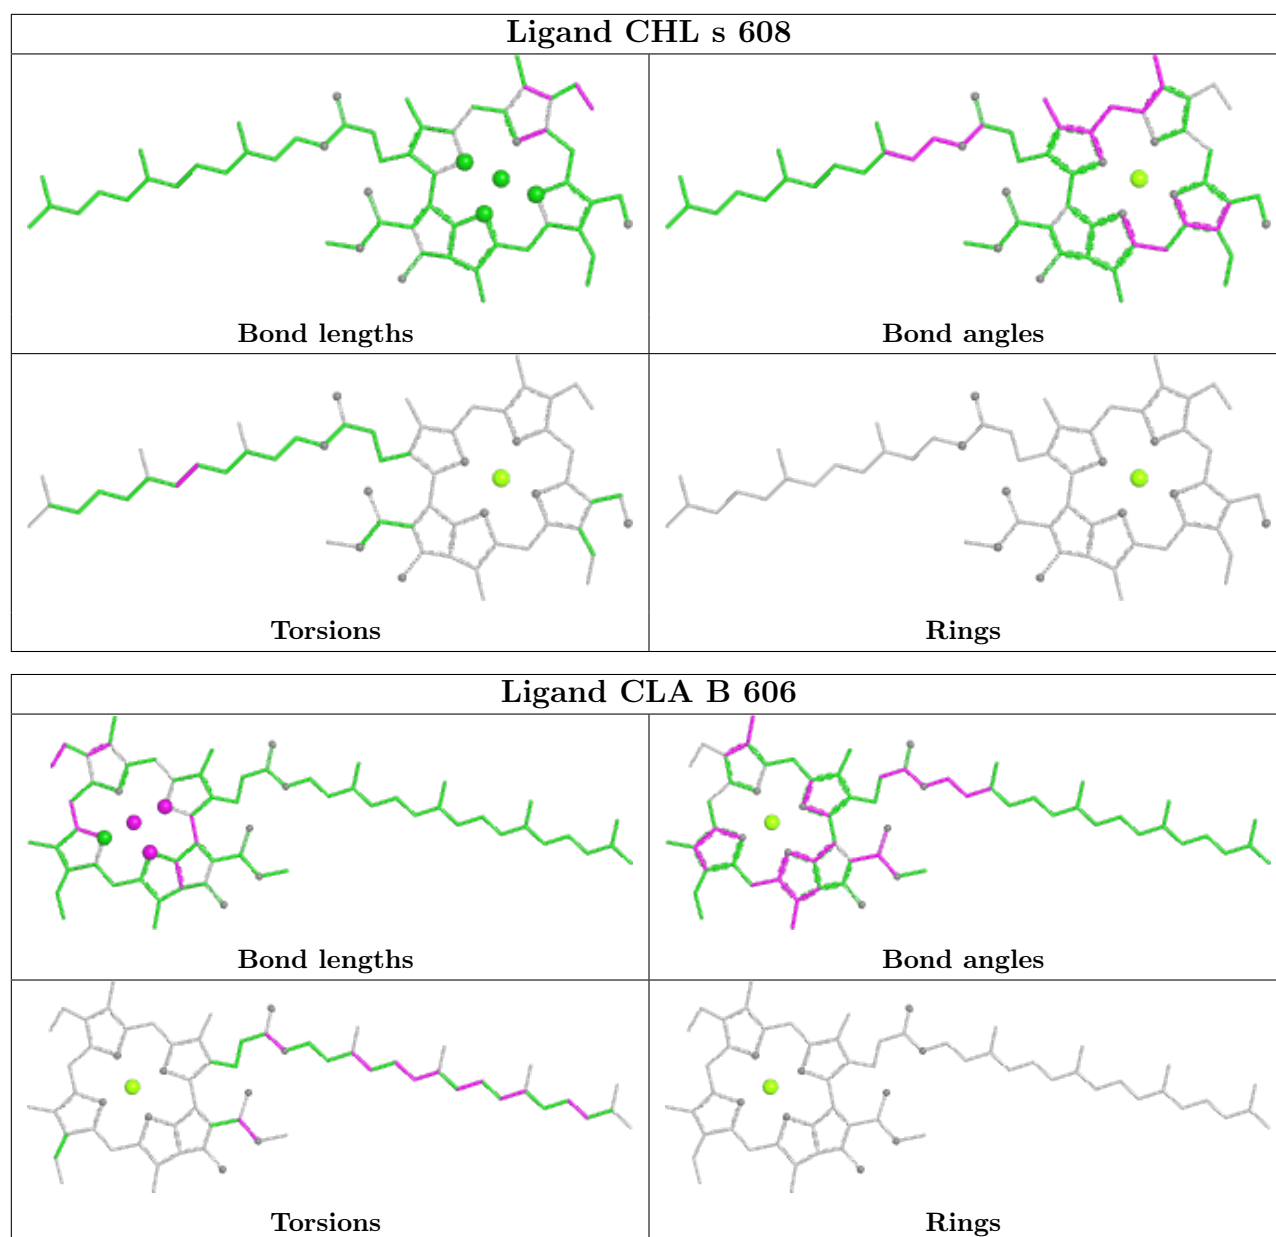 Ligand CHL s 608
Bond lengths
Bond angles
Torsions
Rings
Ligand CLA B 606
Bond lengths
Bond angles
Torsions
Rings